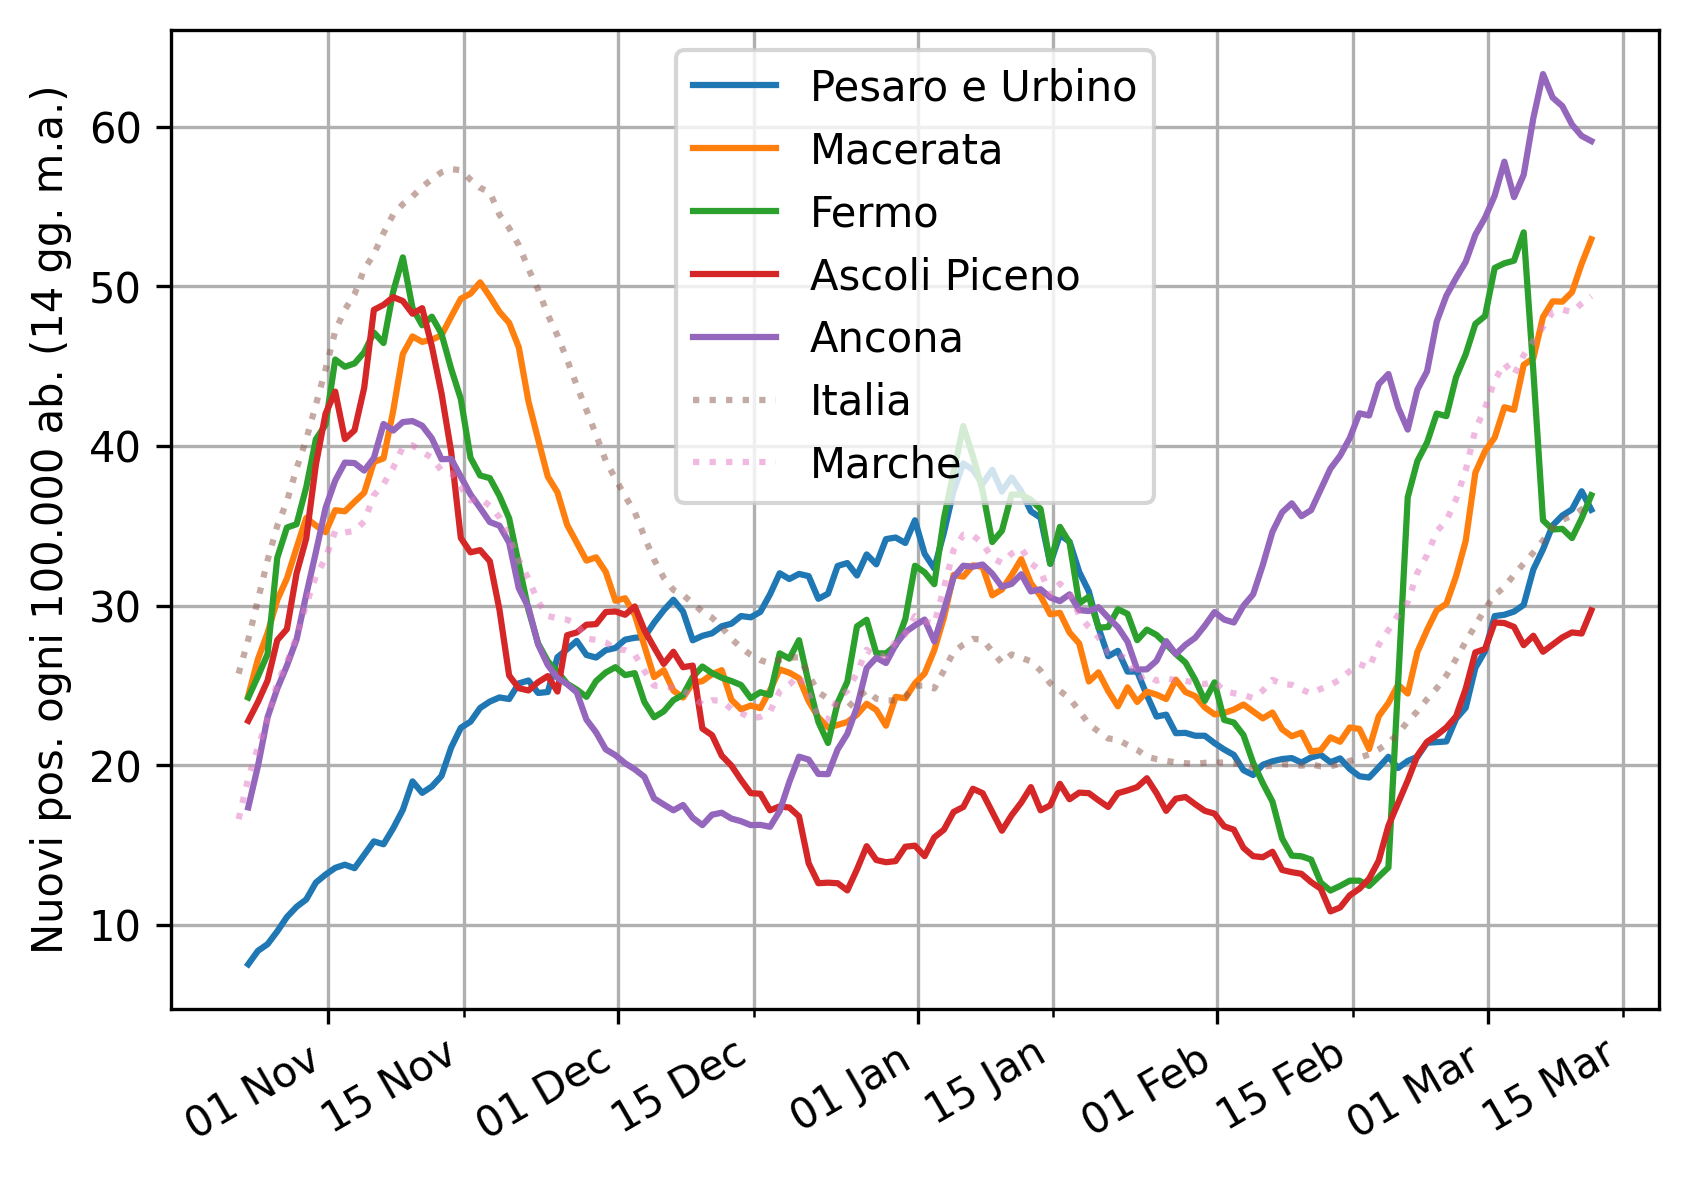 Nuovi pos. ogni 100.000 ab. (14 gg. m.a.)
60
50
40
30
20
10
Pesaro e Urbino
Macerata
Fermo
Ascoli Piceno
Ancona
Italia
Marche
01 Nov
15 Nov
01 Dec
15 Dec
01 Jan
15 Jan
01 Feb
15 Feb
01 Mar
15 Mar